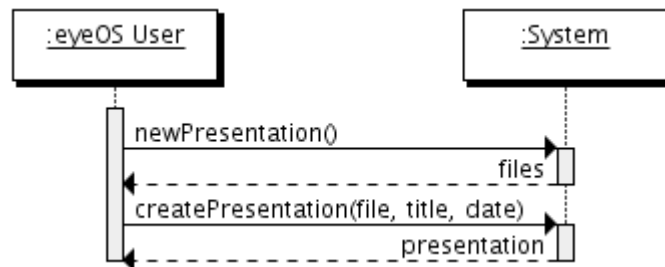 :eyeOS User
:System
newPresentation()
files
createPresentation(file, title, date)
presentation